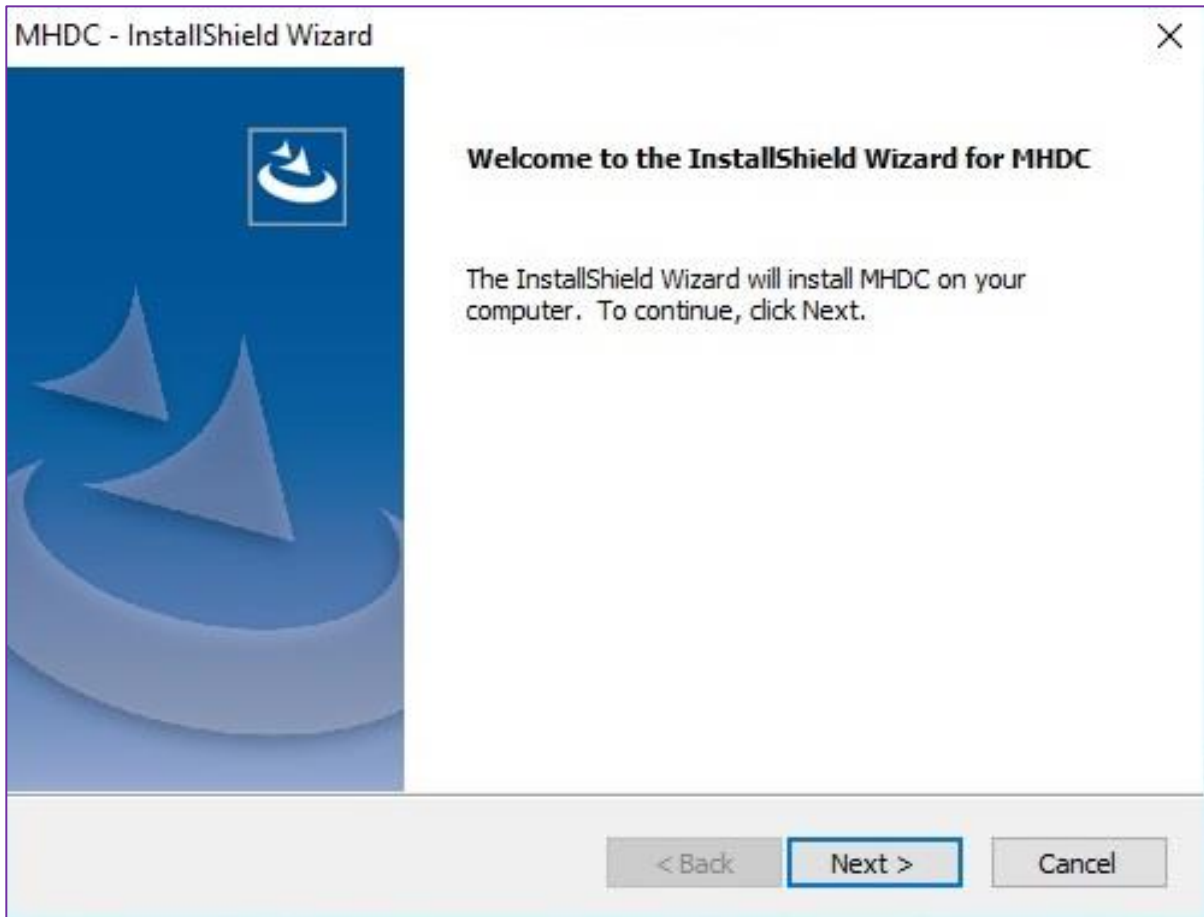 MHDC - InstallShield Wizard
Welcome to the InstallShield Wizard for MHDC
The InstallShield Wizard will install MHDC on your
computer.  To continue, click Next.
< Back
Next >
Cancel